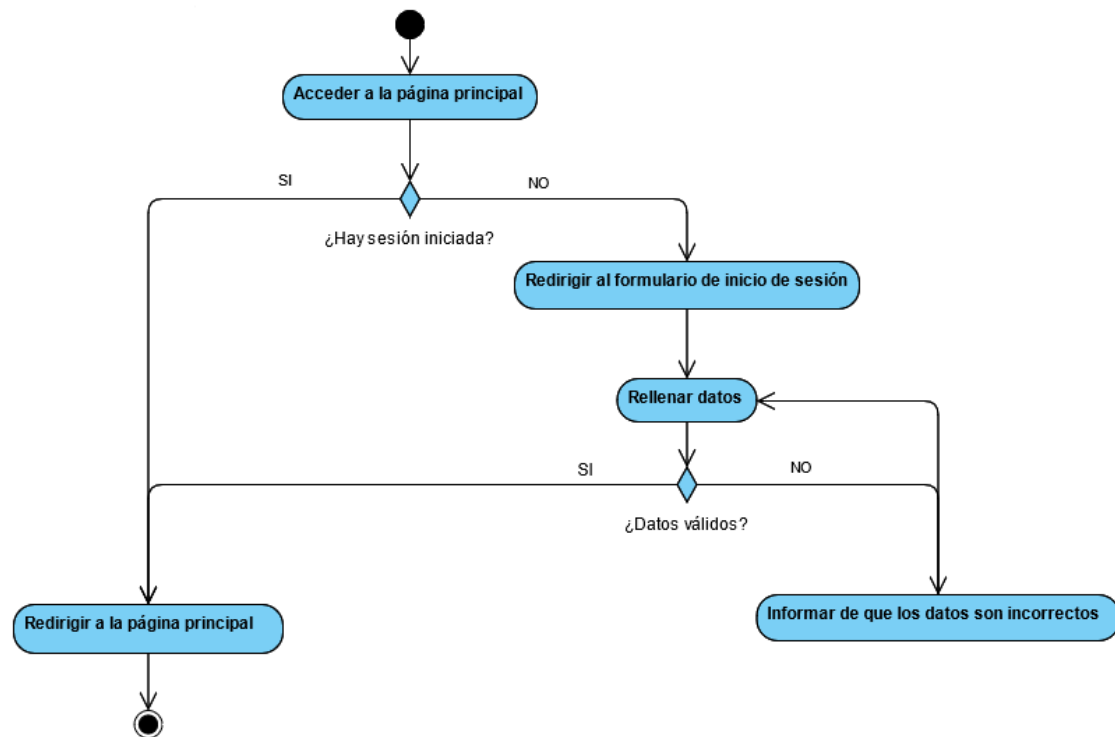 Acceder a la página principal
SI
NO
¿Hay sesión iniciada?
Redirigir al formulario de inicio de sesión
Rellenar datos
SI
NO
¿Datos válidos?
Redirigir a la página principal
Informar de que los datos son incorrectos